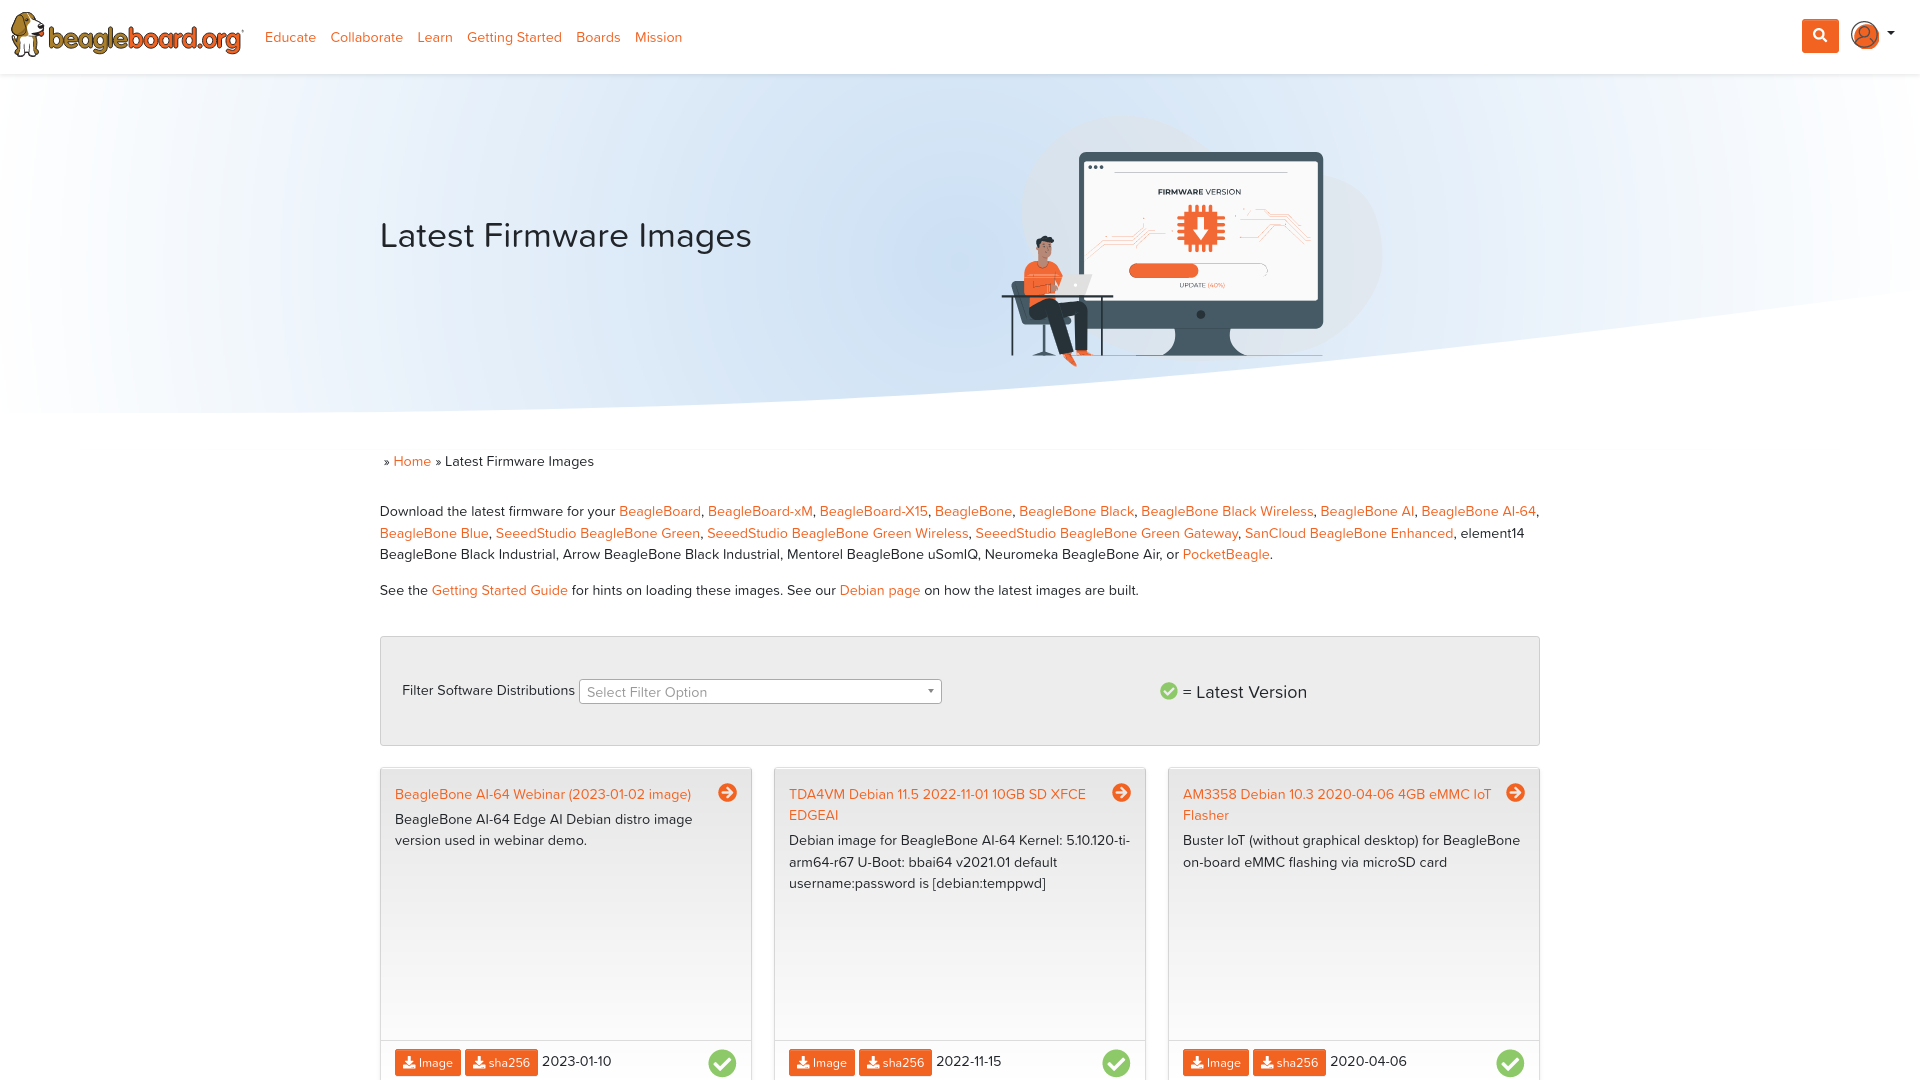 beagleboard.org
Educate Collaborate Learn Getting Started Boards Mission
Latest Firmware Images
FIRMWARE VERSION
UPDATE (40%)
» Home » Latest Firmware Images
Download the latest firmware for your BeagleBoard, BeagleBoard-xM, BeagleBoard-X15, BeagleBone, BeagleBone Black, BeagleBone Black Wireless, BeagleBone AI, BeagleBone AI-64,
BeagleBone Blue, SeeedStudio BeagleBone Green, SeeedStudio BeagleBone Green Wireless, SeeedStudio BeagleBone Green Gateway, SanCloud BeagleBone Enhanced, element14
BeagleBone Black Industrial, Arrow BeagleBone Black Industrial, Mentorel BeagleBone uSomIQ, Neuromeka BeagleBone Air, or PocketBeagle.
See the Getting Started Guide for hints on loading these images. See our Debian page on how the latest images are built.
Filter Software Distributions Select Filter Option
= Latest Version
BeagleBone AI-64 Webinar (2023-01-02 image)
BeagleBone AI-64 Edge AI Debian distro image
version used in webinar demo.
Image sha256 2023-01-10
TDA4VM Debian 11.5 2022-11-01 10GB SD XFCE
EDGEAI
Debian image for BeagleBone AI-64 Kernel: 5.10.120-ti-
arm64-r67 U-Boot: bbai64 v2021.01 default
username:password is [debian:temppwd]
Image sha256 2022-11-15
AM3358 Debian 10.3 2020-04-06 4GB eMMC IoT
Flasher
Buster IoT (without graphical desktop) for BeagleBone
on-board eMMC flashing via microSD card
Image sha256 2020-04-06